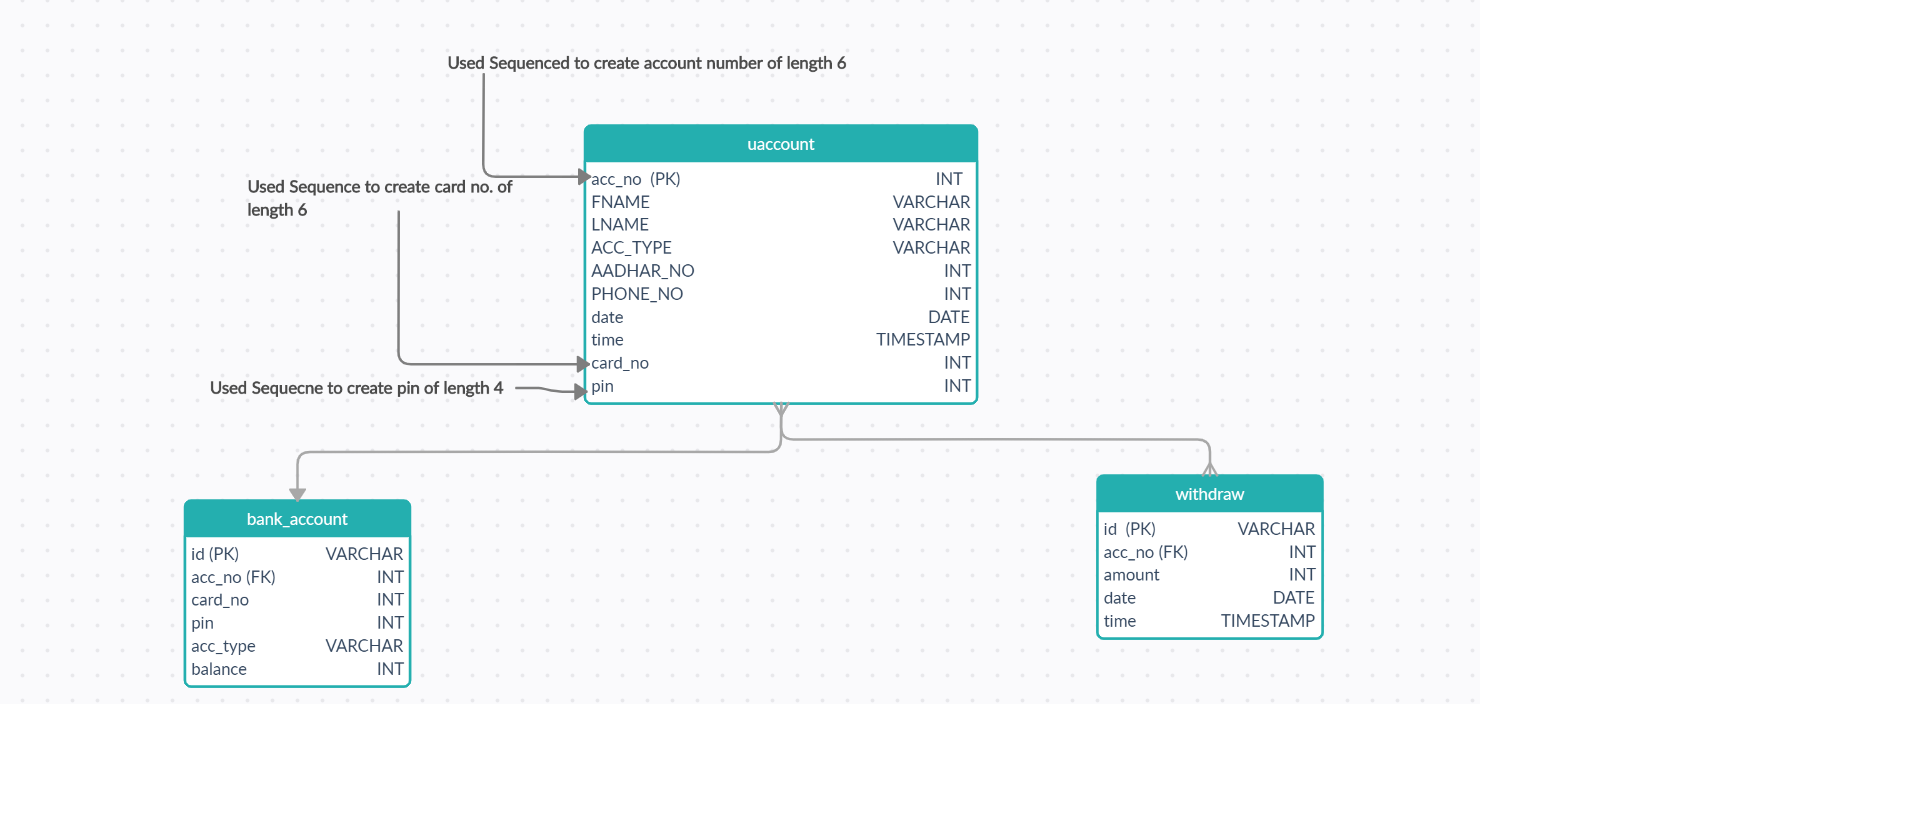 Used Sequenced to create account number of length 6
uaccount
Used Sequence to create card no. of
length 6
acc_no (PK) INT
FNAME VARCHAR
LNAME VARCHAR
ACC_TYPE VARCHAR
AADHAR_NO INT
PHONE_NO INT
date DATE
time TIMESTAMP
card_no INT
pin INT
Used Sequecne to create pin of length 4
bank_account
id (PK) VARCHAR
acc_no (FK) INT
card_no INT
pin INT
acc_type VARCHAR
balance INT
withdraw
id (PK) VARCHAR
acc_no (FK) INT
amount INT
date DATE
time TIMESTAMP